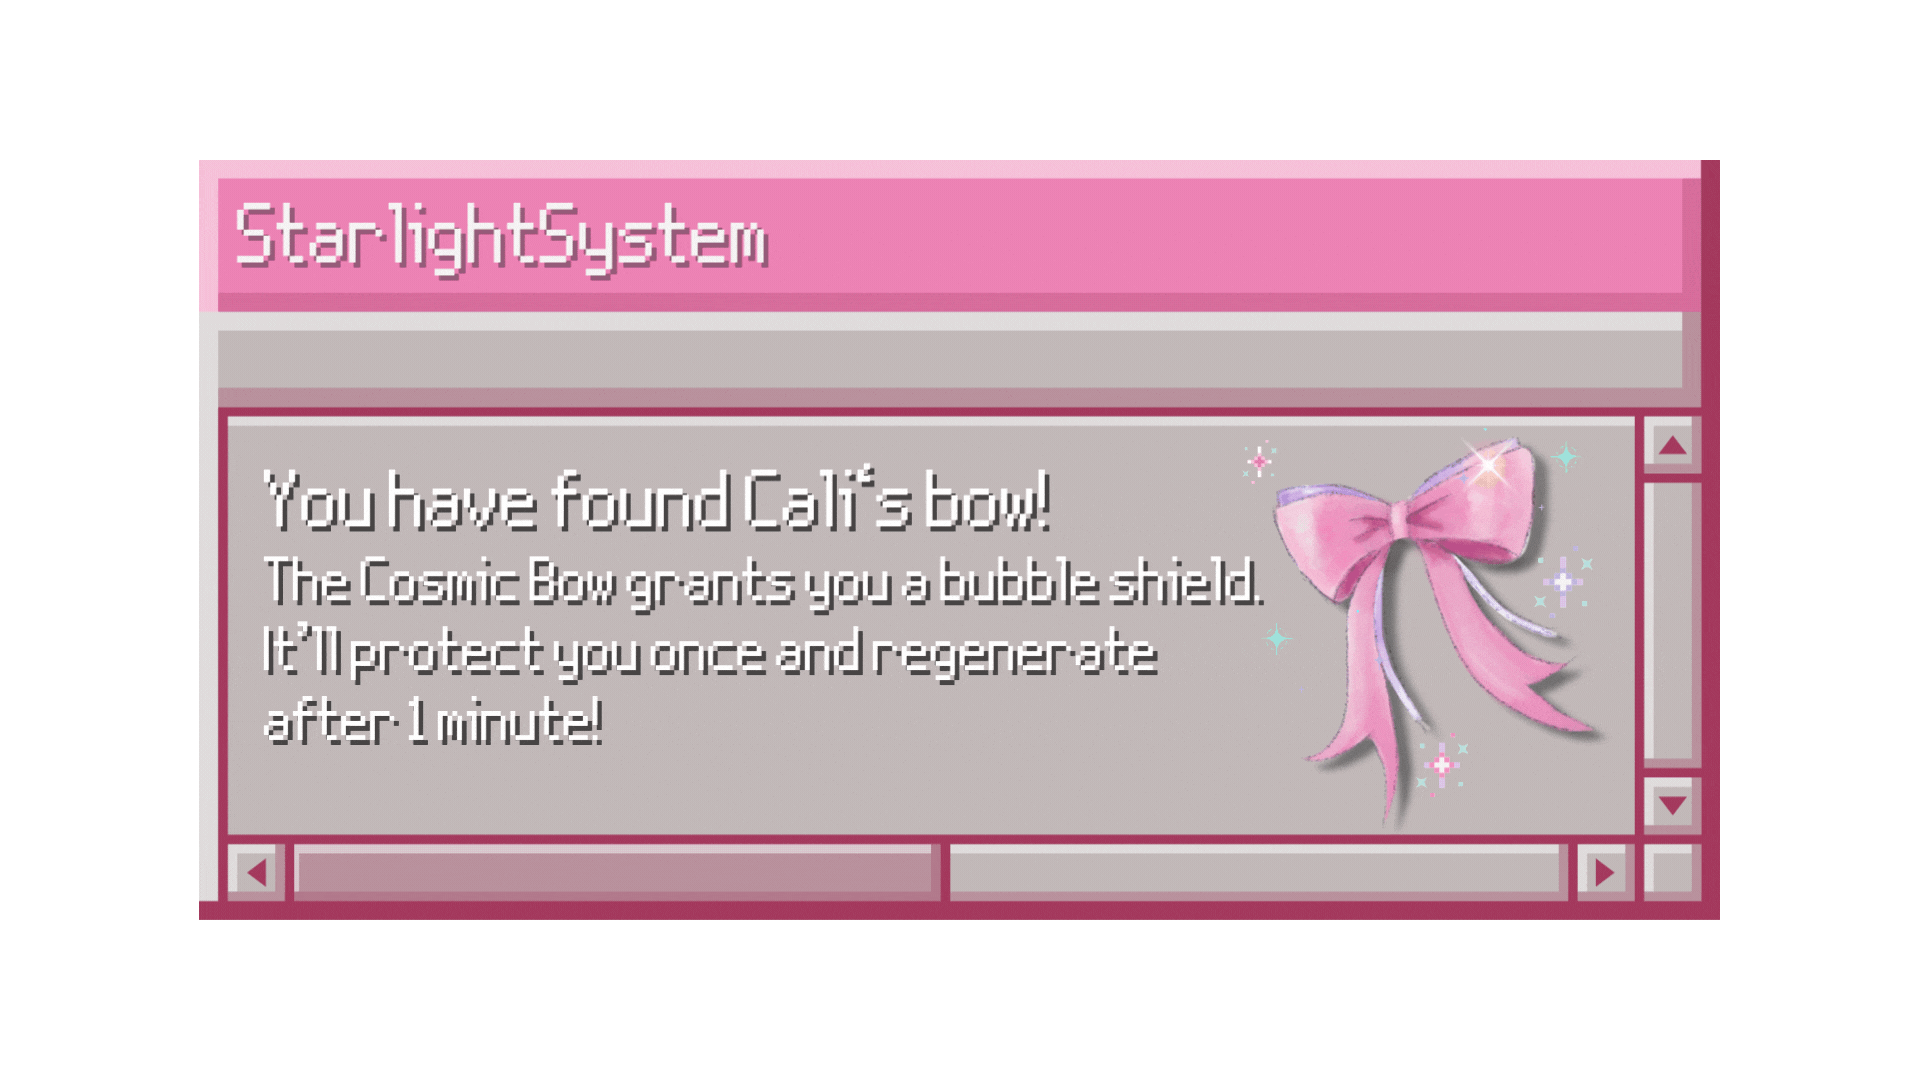 StarlightSystem
You have found Cali‘s bow!
The Cosmic Bow grants you a bubble shield.
It’ll protect you once and regenerate
after 1 minute!